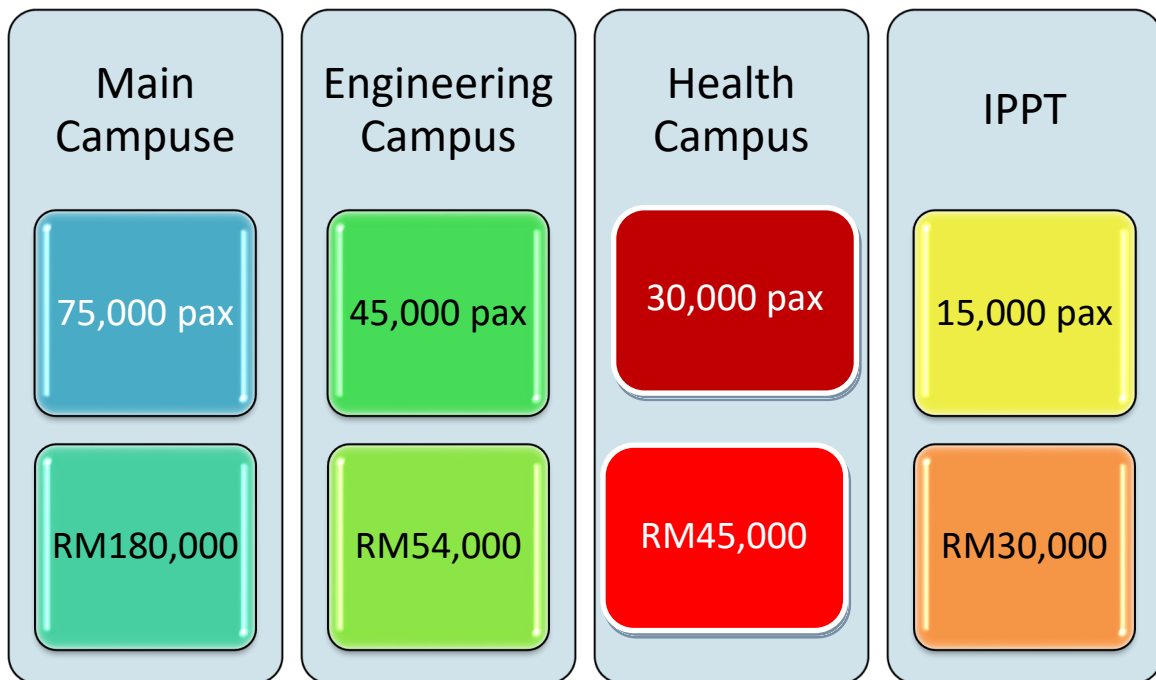 Main
Campuse
75,000 pax
RM180,000
Engineering
Campus
45,000 pax
RM54,000
Health
Campus
30,000 pax
RM45,000
IPPT
15,000 pax
RM30,000